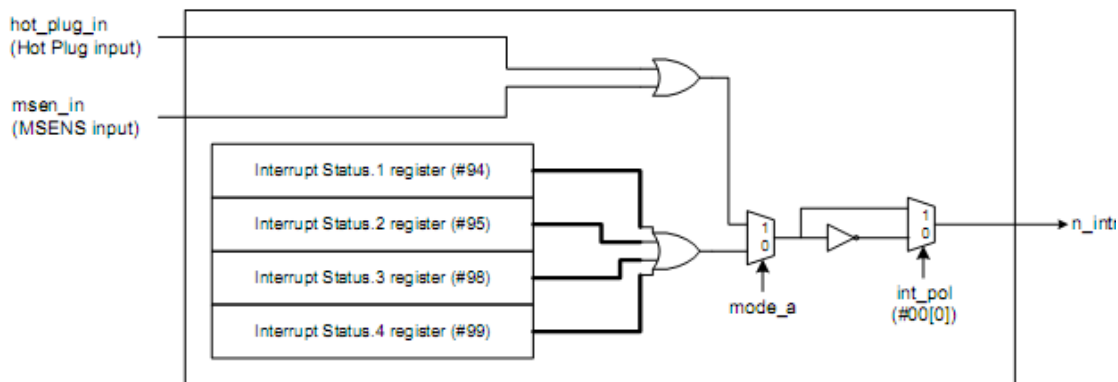 hot_plug_in
(Hot Plug input)
msen_in
(MSENS input)
Interrupt Status.1 register (#94)
Interrupt Status.2 register (#95)
Interrupt Status.3 register (#98)
Interrupt Status.4 register (#99)
1
0
mode_a
1
0
int_pol
(#00[0])
n_intr